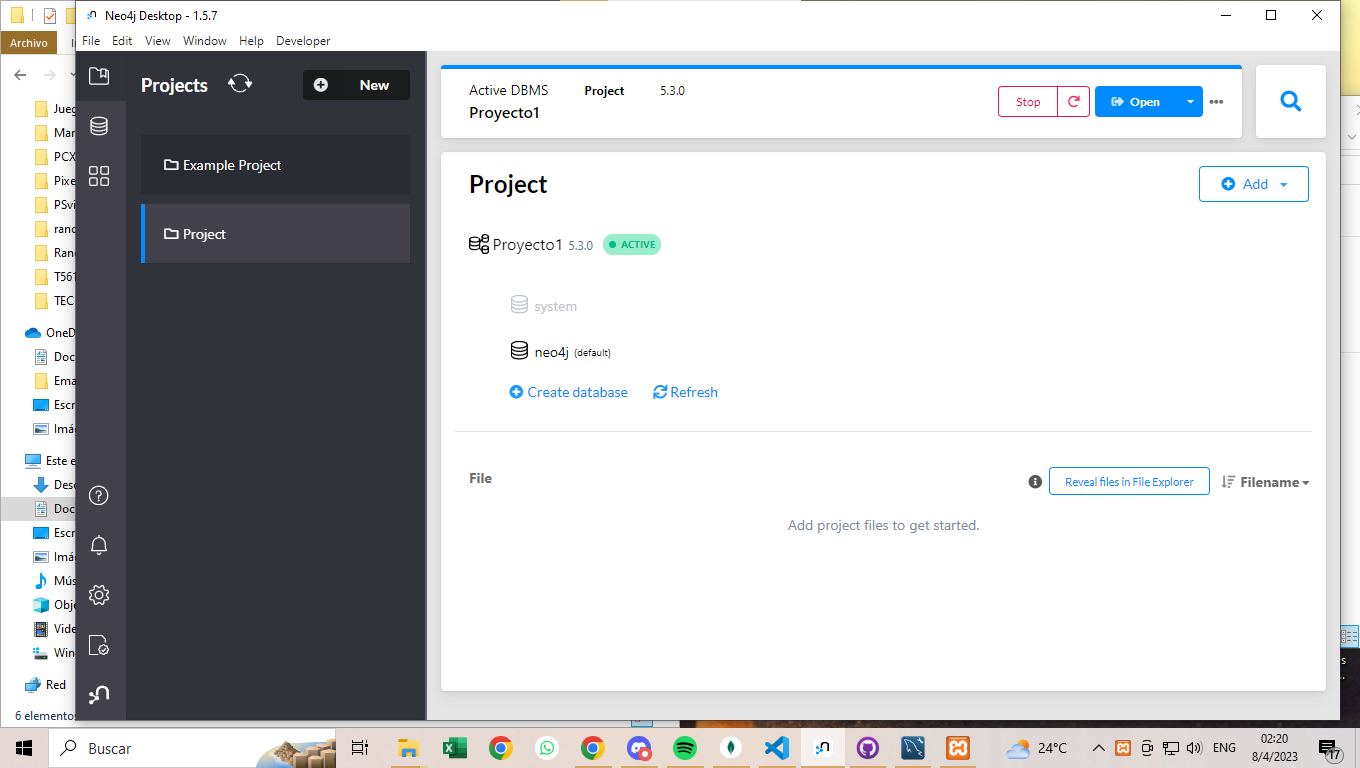 Neo4j Desktop - 1.5.7
Archivo
File Edit View Window Help Developer
Projects
New
Example Project
Project
Active DBMS
Project
5.3.0
Proyecto1
Stop
Open
Project
Add
Proyecto1 5.3.0 ACTIVE
system
neo4j (default)
Create database
Refresh
File
Reveal files in File Explorer
Filename
Add project files to get started.
Jueg
Mar
PCX
Pixe
PSvi
rand
Ran
T561
TEC
OneD
Doc
Ema
Escr
Imág
Este e
Desc
Doc
Escr
Imág
Mús
Obje
Vide
Win
Red
6 elementos
Buscar
24°C
ENG
02:20
8/4/2023
17